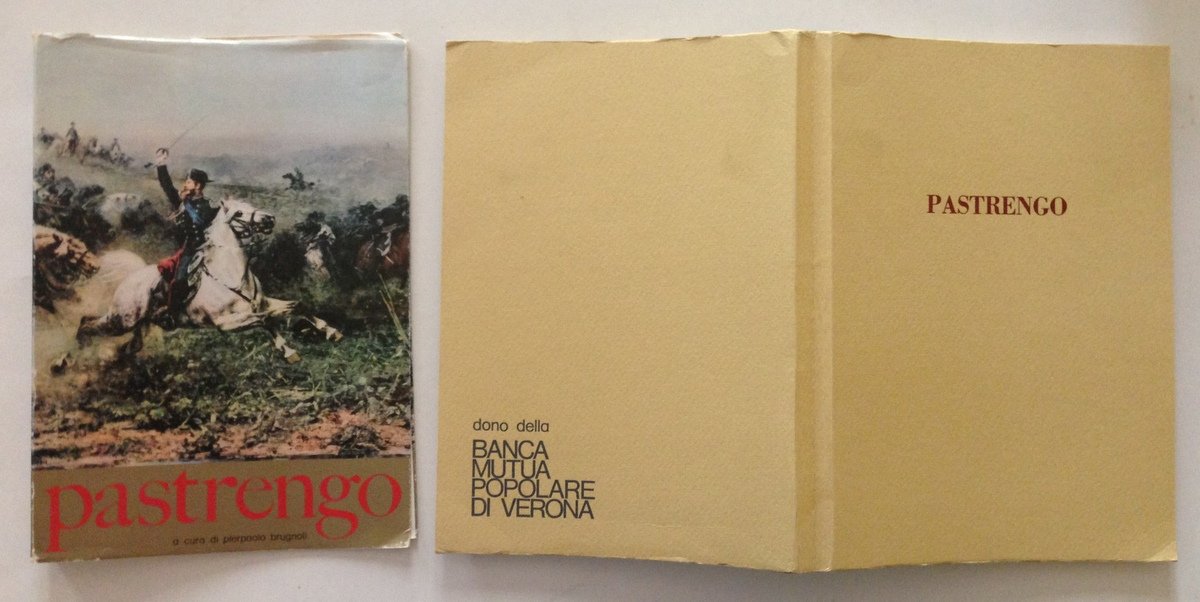 pastrengo
a cura di pierpaolo brugnoli
dono della
BANCA
MUTUA
POPOLARE
DI VERONA
PASTRENGO